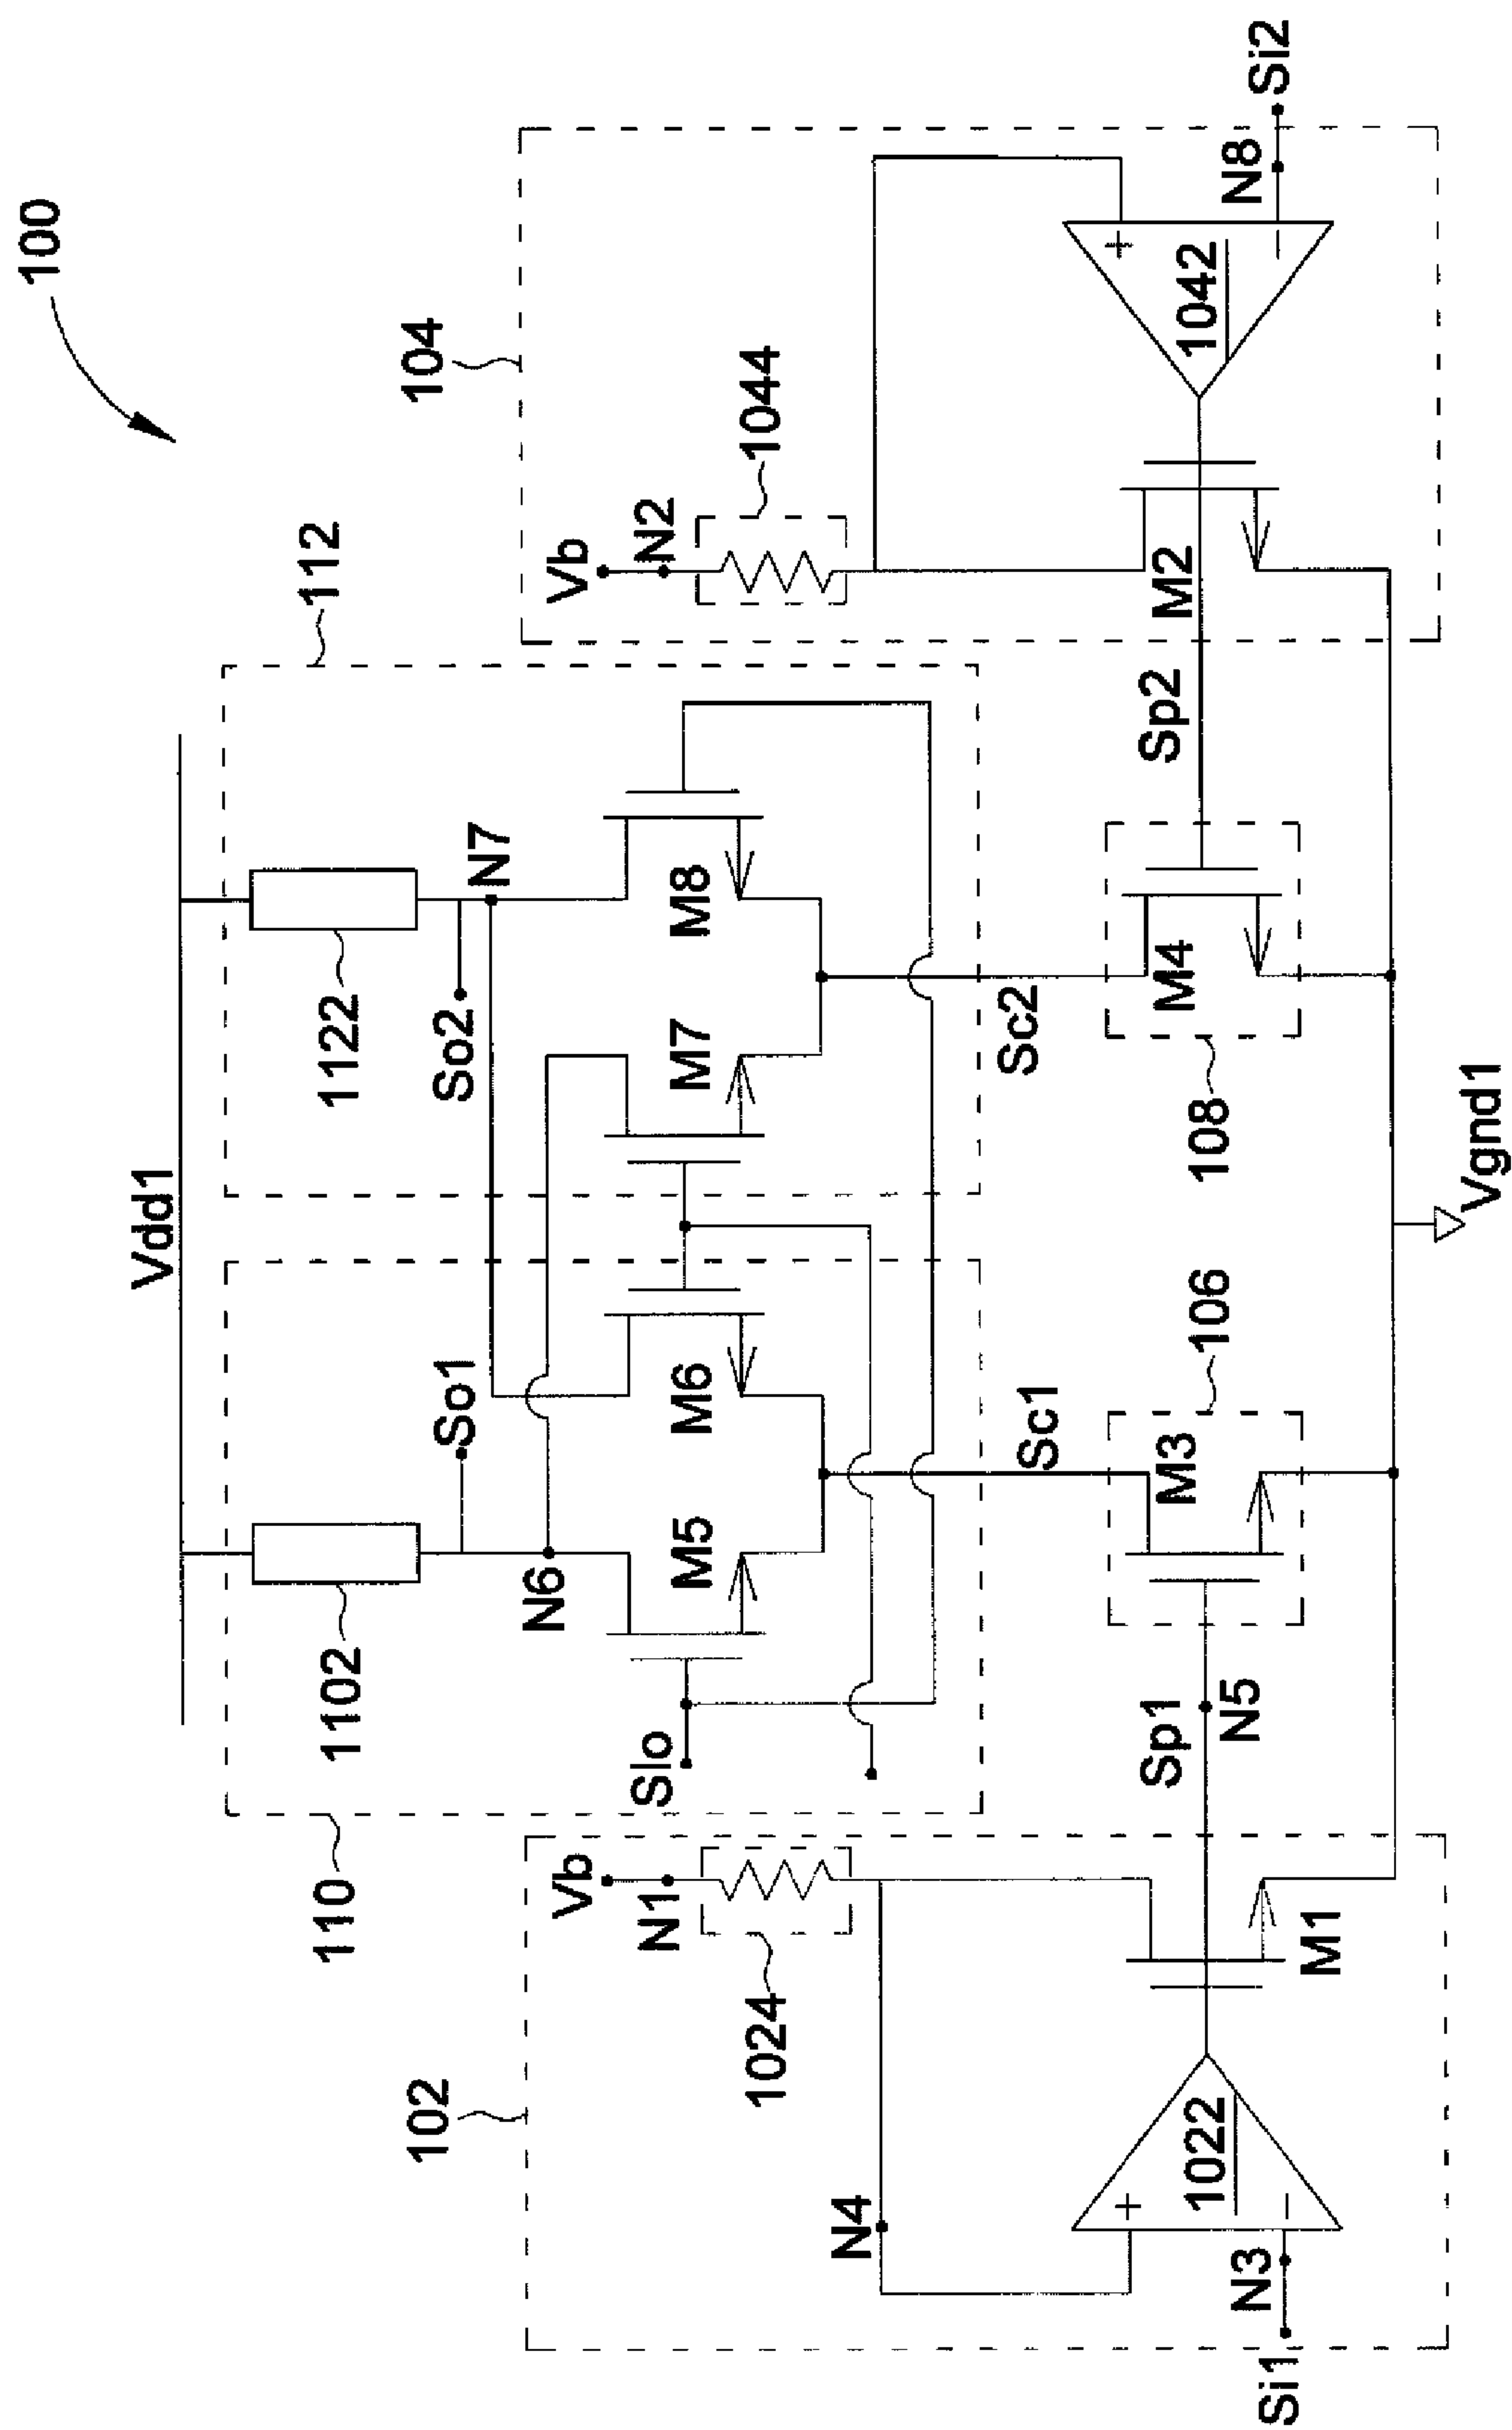 100
Vdd1
110
1102
So1
N6
M5
M6
Slo
112
1122
So2
N7
M7
M8
102
Vb
N1
1024
N4
1022
+
−
N3
Si1
M1
Sp1
N5
Sc1
M3
106
Sc2
M4
108
Sp2
Vgnd1
104
Vb
N2
1044
M2
1042
+
−
N8
Si2